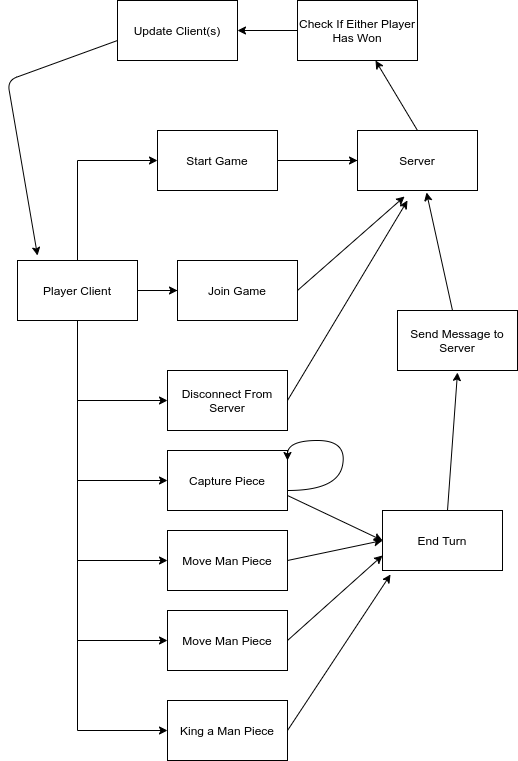 Update Client(s)
Check If Either Player
Has Won
Start Game
Server
Player Client
Join Game
Send Message to
Server
Disconnect From
Server
Capture Piece
End Turn
Move Man Piece
Move Man Piece
King a Man Piece